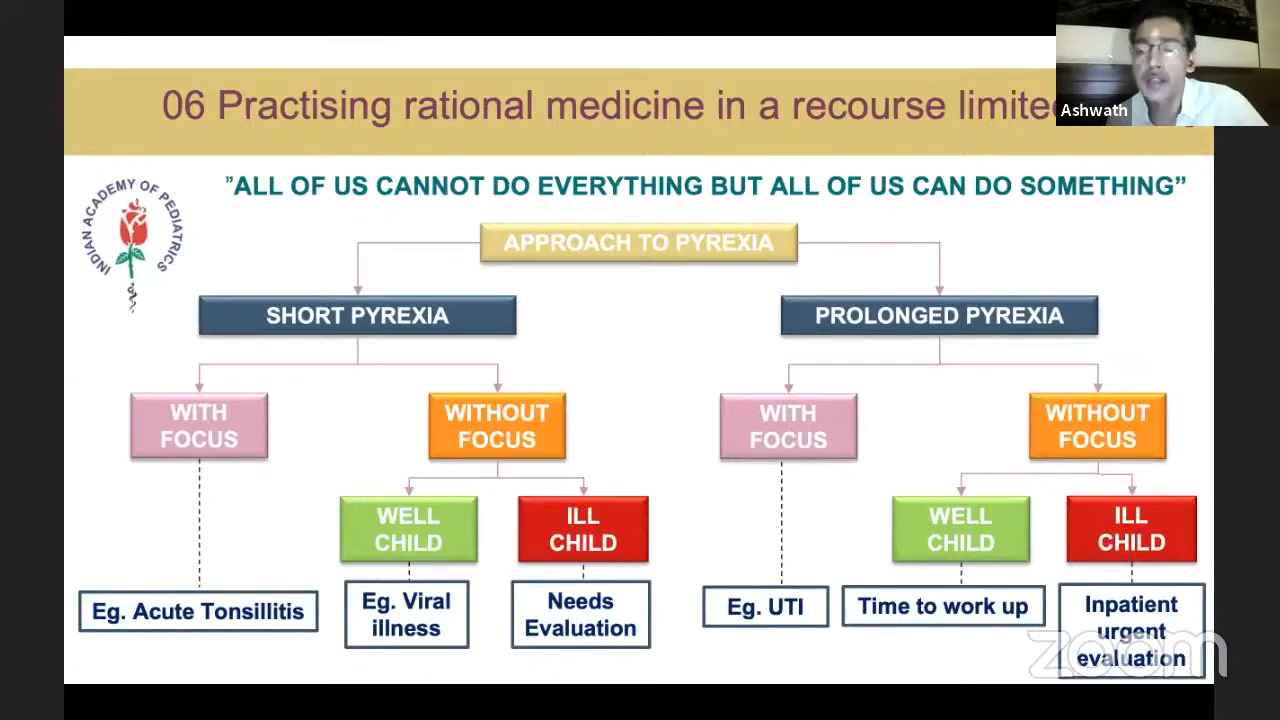 06 Practising rational medicine in a recourse limited
Ashwath
INDIAN ACADEMY OF PEDIATRICS
”ALL OF US CANNOT DO EVERYTHING BUT ALL OF US CAN DO SOMETHING”
APPROACH TO PYREXIA
SHORT PYREXIA
PROLONGED PYREXIA
WITH
FOCUS
WITHOUT
FOCUS
WITH
FOCUS
WITHOUT
FOCUS
WELL
CHILD
ILL
CHILD
WELL
CHILD
ILL
CHILD
Eg. Acute Tonsillitis
Eg. Viral
illness
Needs
Evaluation
Eg. UTI
Time to work up
Inpatient
urgent
evaluation
zoom